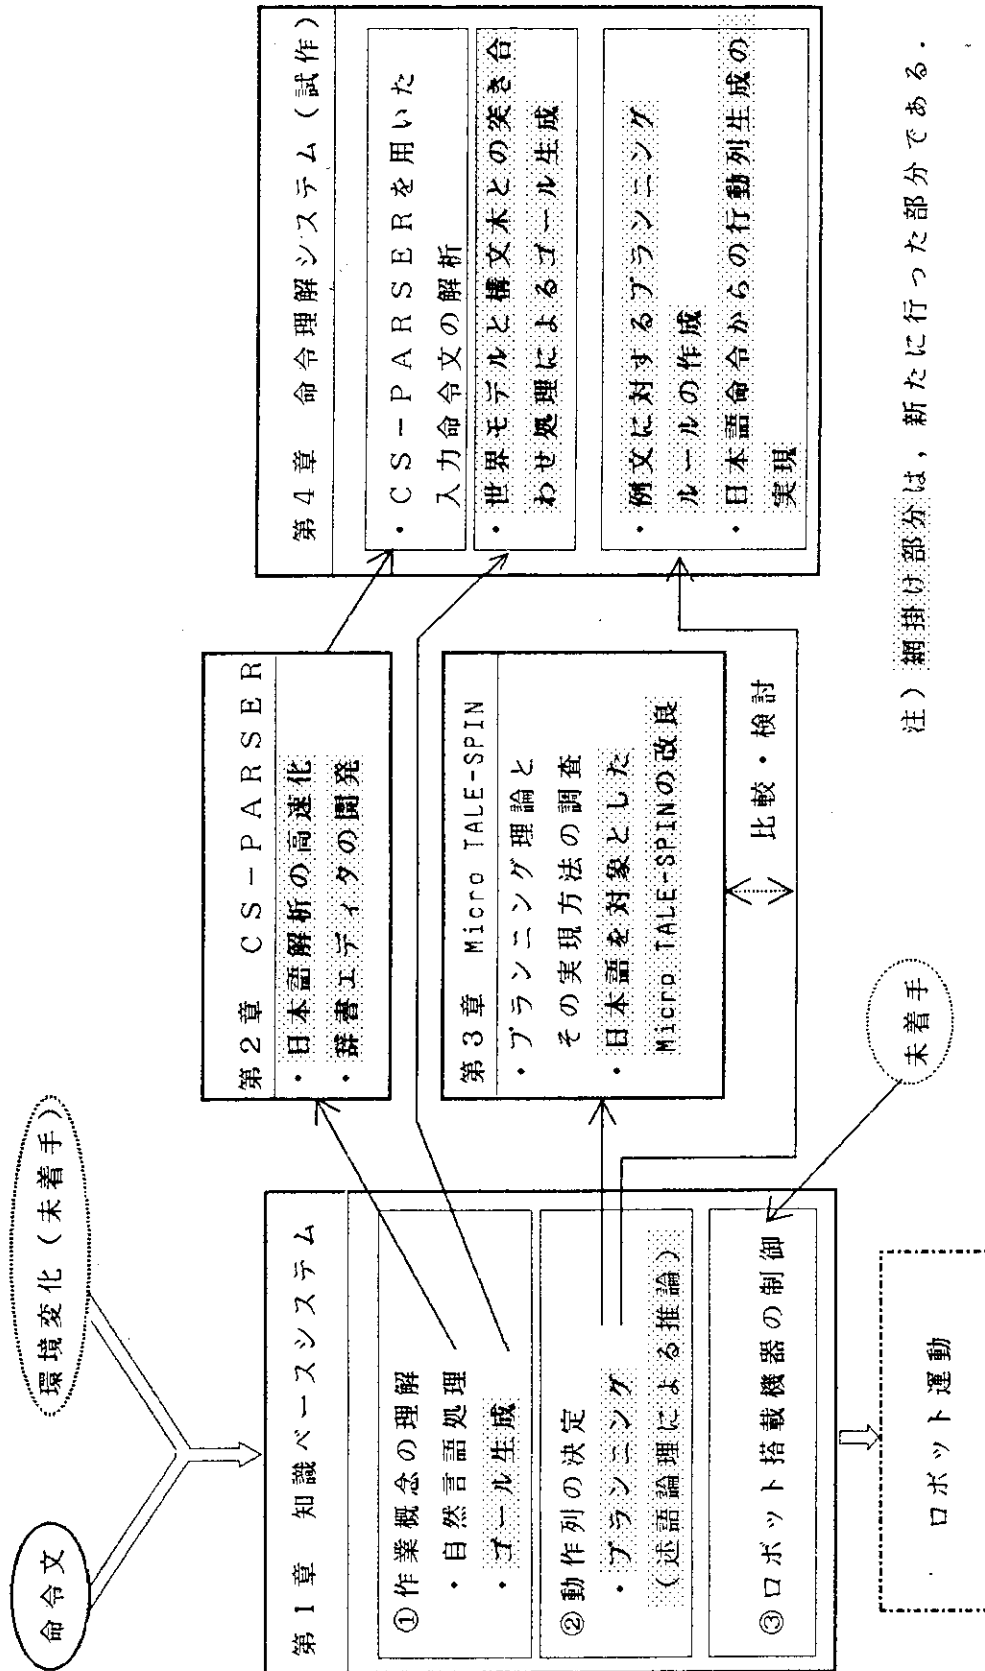 命令文
環境変化（未着手）
第１章　知識ベースシステム
①作業概念の理解
・自然言語処理
・ゴール生成
②動作列の決定
・プランニング
（述語論理による推論）
③ロボット搭載機器の制御
ロボット運動
未着手
第２章　ＣＳ－ＰＡＲＳＥＲ
・日本語解析の高速化
・辞書エディタの開発
第３章　Micro TALE-SPIN
・プランニング理論と
その実現方法の調査
・日本語を対象とした
Micro TALE-SPINの改良
比較・検討
第４章　命令理解システム（試作）
・ＣＳ－ＰＡＲＳＥＲを用いた
入力命令文の解析
・世界モデルと構文木との突き合
わせ処理によるゴール生成
・例文に対するプランニング
ルールの作成
・日本語命令からの行動列生成の
実現
注）網掛け部分は，新たに行った部分である．